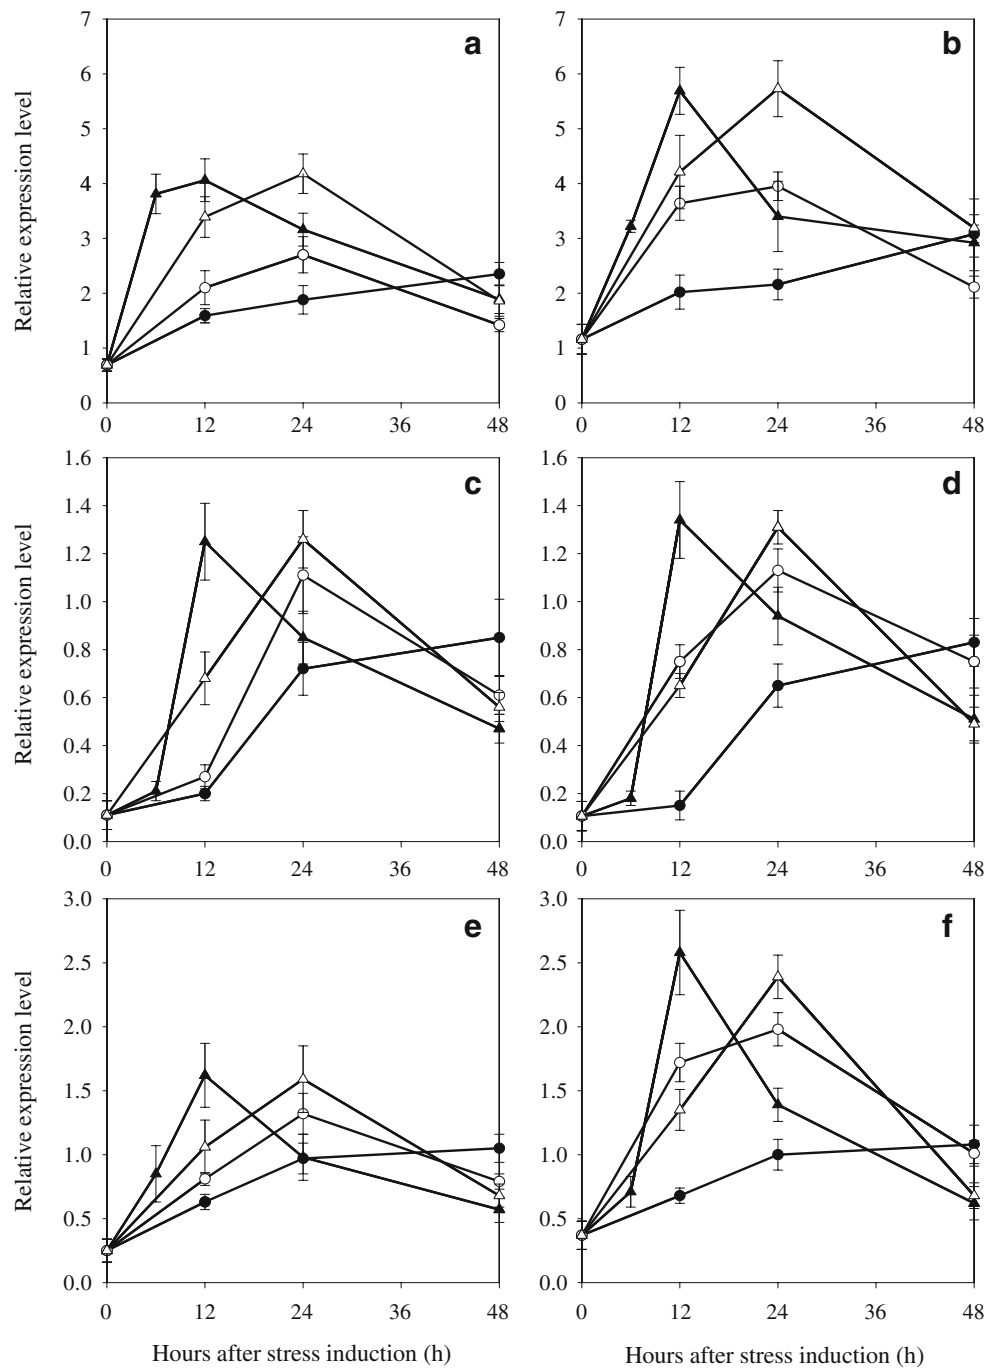 7 7
6 a 6 b
5 5
4 4
3 3
2 2
1 1
0 0
Relative expression level
0 12 24 36 48 0 12 24 36 48
1.6 1.6
1.4 c 1.4 d
1.2 1.2
1.0 1.0
0.8 0.8
0.6 0.6
0.4 0.4
0.2 0.2
0.0 0.0
Relative expression level
0 12 24 36 48 0 12 24 36 48
3.0 3.0
e f
2.5 2.5
2.0 2.0
1.5 1.5
1.0 1.0
0.5 0.5
0.0 0.0
Relative expression level
0 12 24 36 48 0 12 24 36 48
Hours after stress induction (h) Hours after stress induction (h)